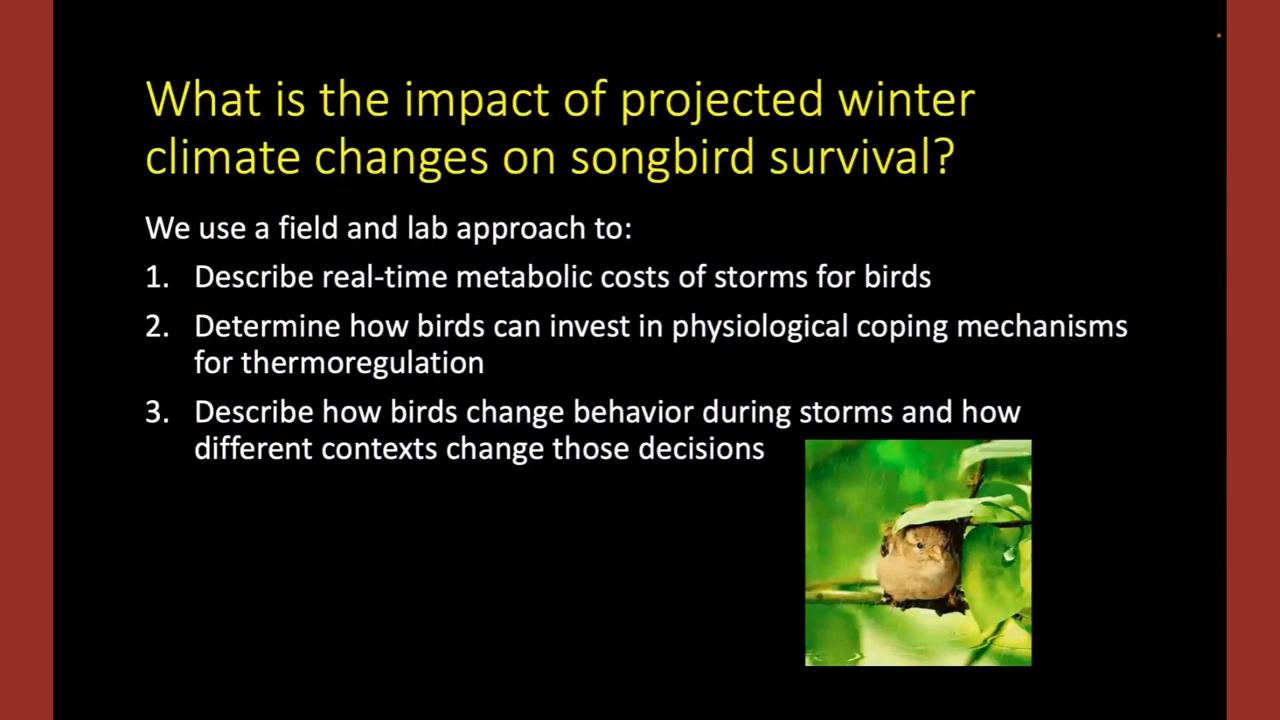 What is the impact of projected winter
climate changes on songbird survival?
We use a field and lab approach to:
1. Describe real-time metabolic costs of storms for birds
2. Determine how birds can invest in physiological coping mechanisms
for thermoregulation
3. Describe how birds change behavior during storms and how
different contexts change those decisions